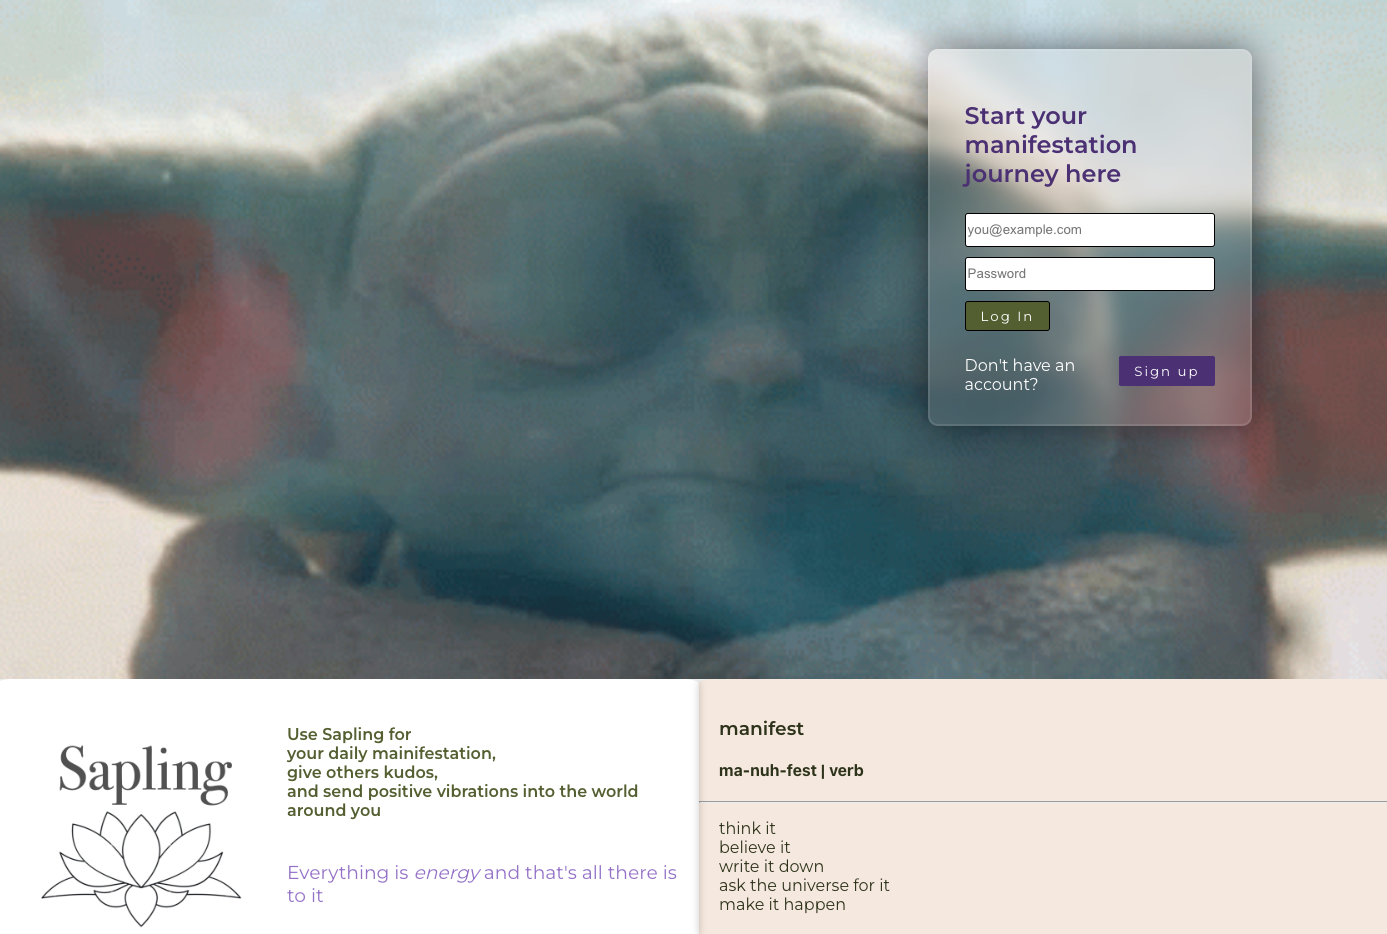 Start your
manifestation
journey here
you@example.com
Password
Log In
Don't have an
account?
Sign up
Sapling
Use Sapling for
your daily mainifestation,
give others kudos,
and send positive vibrations into the world
around you
Everything is energy and that's all there is
to it
manifest
ma-nuh-fest | verb
think it
believe it
write it down
ask the universe for it
make it happen